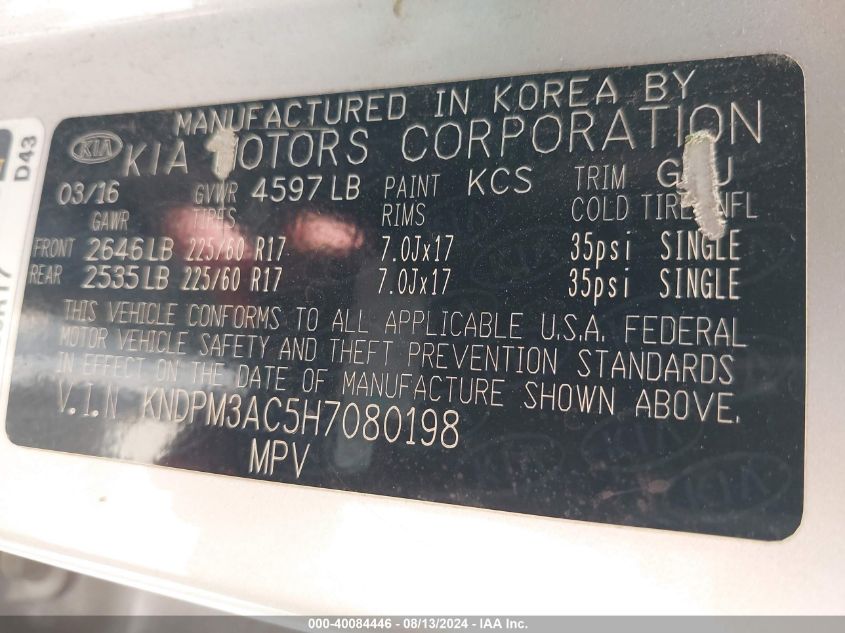 MANUFACTURED IN KOREA BY
KIA OTORS CORPORATION
KIA
D43
03/16 GVWR 4597 LB PAINT KCS TRIM
GAWR TIRES RIMS COLD TIRE
FRONT 2646 LB 225/60 R17 7.0Jx17 35psi SINGLE
REAR 2535 LB 225/60 R17 7.0Jx17 35psi SINGLE
THIS VEHICLE CONFORMS TO ALL APPLICABLE U.S.A. FEDERAL
MOTOR VEHICLE SAFETY AND THEFT PREVENTION STANDARDS
IN EFFECT ON THE DATE OF MANUFACTURE SHOWN ABOVE.
V.I.N KNDPM3AC5H7080198
MPV
000-40084446 - 08/13/2024 - IAA Inc.